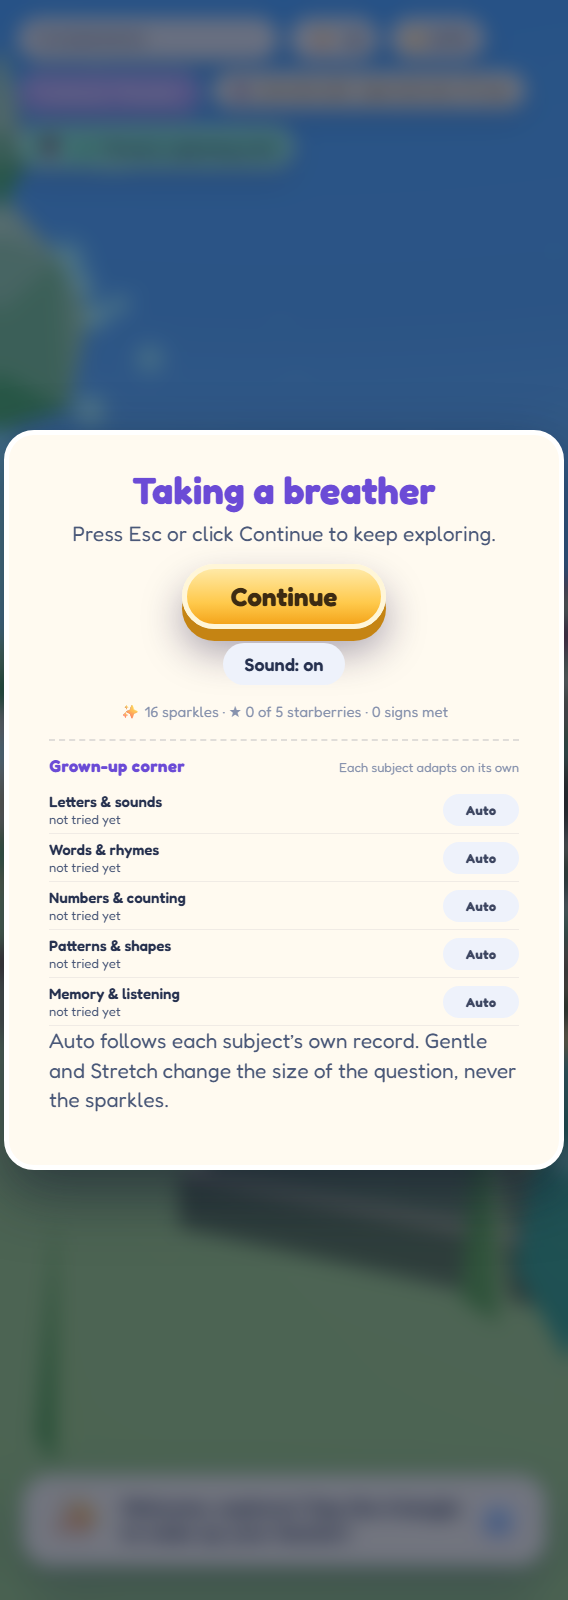 Taking a breather
Press Esc or click Continue to keep exploring.
Continue
Sound: on
✨ 16 sparkles · ★ 0 of 5 starberries · 0 signs met
Grown-up corner
Each subject adapts on its own
Letters & sounds
not tried yet
Auto
Words & rhymes
not tried yet
Auto
Numbers & counting
not tried yet
Auto
Patterns & shapes
not tried yet
Auto
Memory & listening
not tried yet
Auto
Auto follows each subject’s own record. Gentle
and Stretch change the size of the question, never
the sparkles.